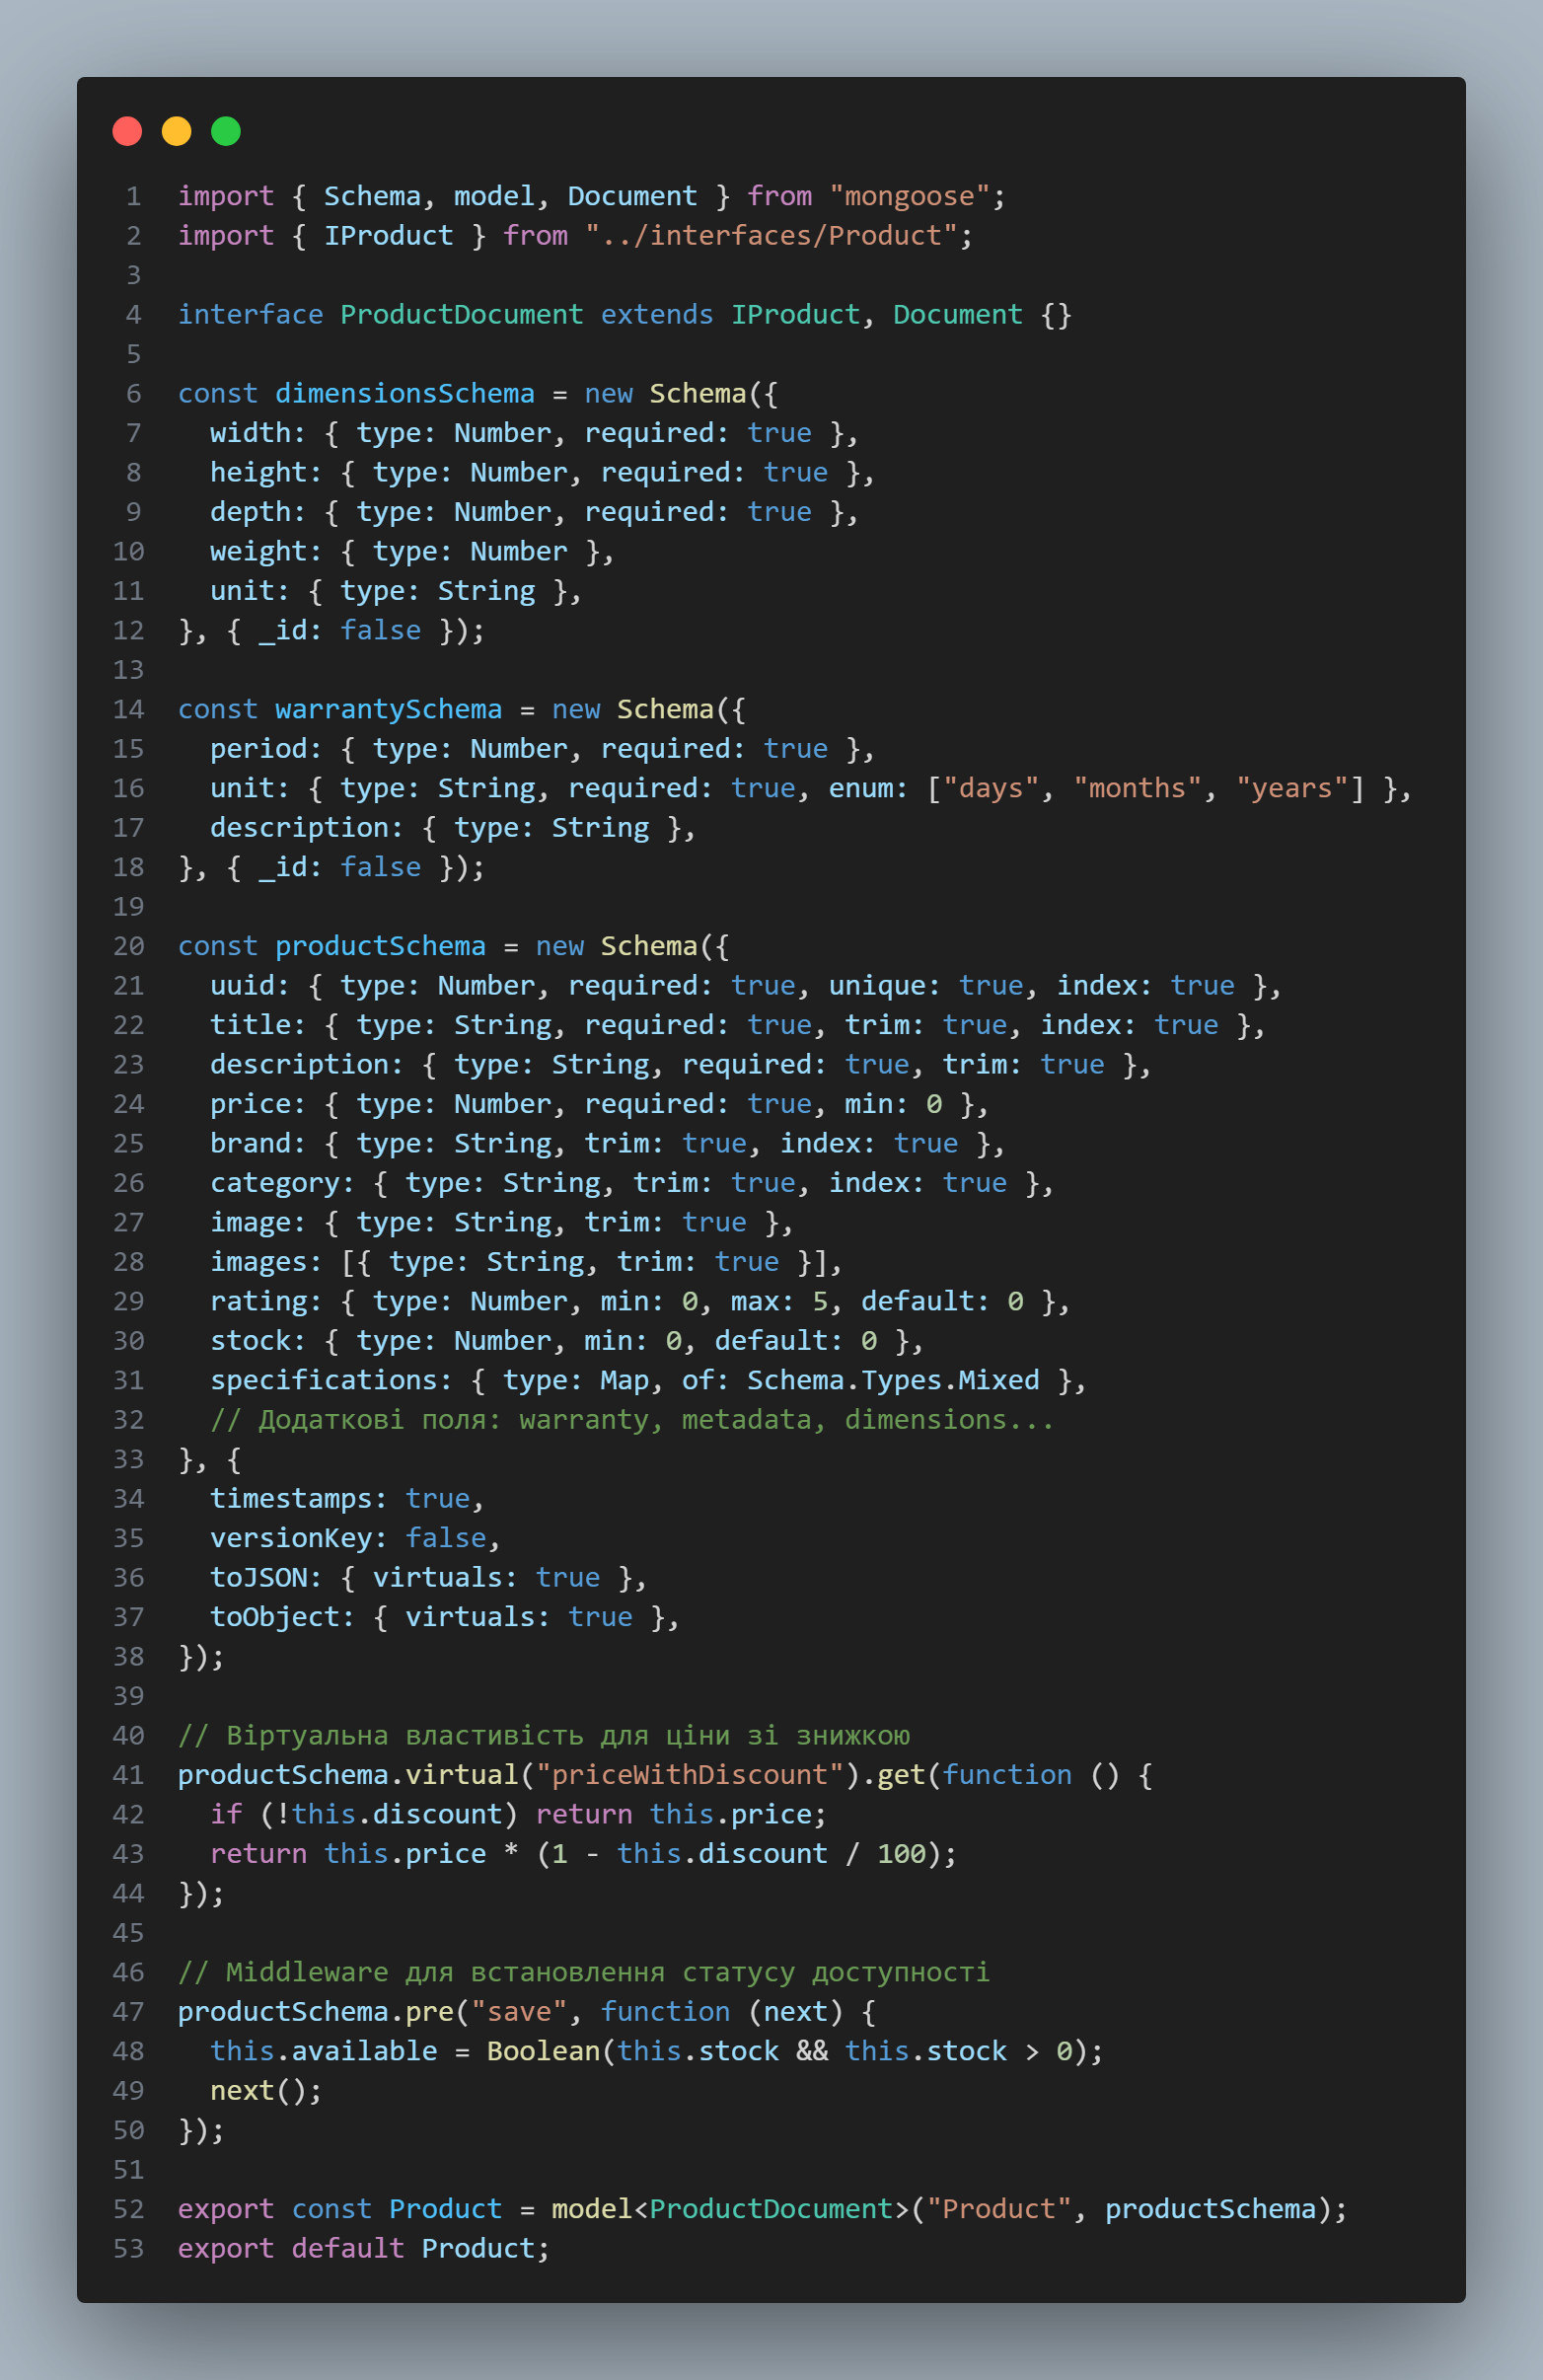 1 import { Schema, model, Document } from "mongoose";
2 import { IProduct } from "../interfaces/Product";
3
4 interface ProductDocument extends IProduct, Document {}
5
6 const dimensionsSchema = new Schema({
7   width: { type: Number, required: true },
8   height: { type: Number, required: true },
9   depth: { type: Number, required: true },
10   weight: { type: Number },
11   unit: { type: String },
12 }, { _id: false });
13
14 const warrantySchema = new Schema({
15   period: { type: Number, required: true },
16   unit: { type: String, required: true, enum: ["days", "months", "years"] },
17   description: { type: String },
18 }, { _id: false });
19
20 const productSchema = new Schema({
21   uuid: { type: Number, required: true, unique: true, index: true },
22   title: { type: String, required: true, trim: true, index: true },
23   description: { type: String, required: true, trim: true },
24   price: { type: Number, required: true, min: 0 },
25   brand: { type: String, trim: true, index: true },
26   category: { type: String, trim: true, index: true },
27   image: { type: String, trim: true },
28   images: [{ type: String, trim: true }],
29   rating: { type: Number, min: 0, max: 5, default: 0 },
30   stock: { type: Number, min: 0, default: 0 },
31   specifications: { type: Map, of: Schema.Types.Mixed },
32   // Додаткові поля: warranty, metadata, dimensions...
33 }, {
34   timestamps: true,
35   versionKey: false,
36   toJSON: { virtuals: true },
37   toObject: { virtuals: true },
38 });
39
40 // Віртуальна властивість для ціни зі знижкою
41 productSchema.virtual("priceWithDiscount").get(function () {
42   if (!this.discount) return this.price;
43   return this.price * (1 - this.discount / 100);
44 });
45
46 // Middleware для встановлення статусу доступності
47 productSchema.pre("save", function (next) {
48   this.available = Boolean(this.stock && this.stock > 0);
49   next();
50 });
51
52 export const Product = model<ProductDocument>("Product", productSchema);
53 export default Product;